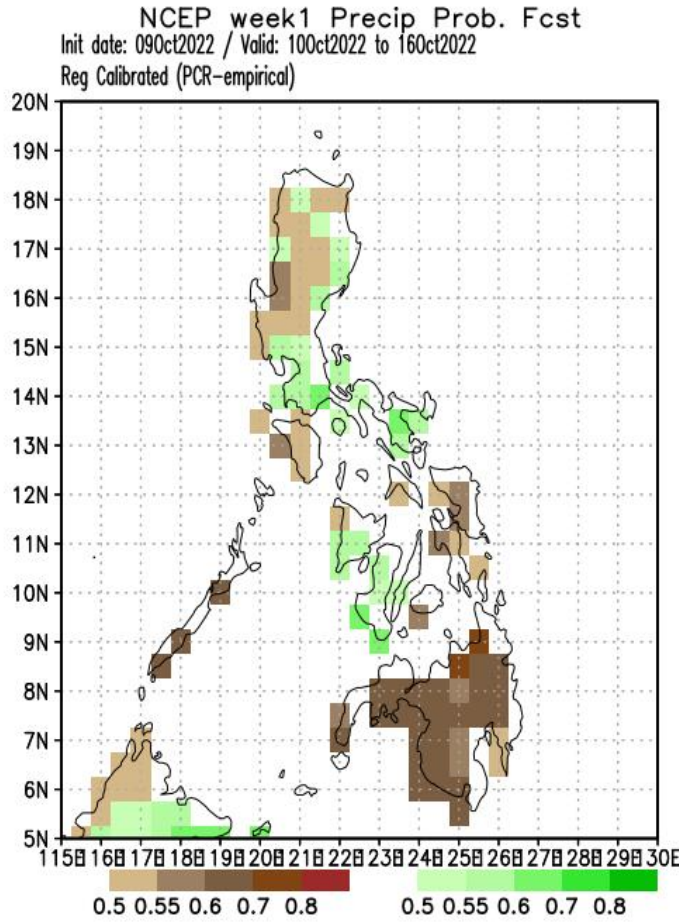 NCEP week1 Precip Prob. Fcst
Init date: 09Oct2022 / Valid: 10Oct2022 to 16Oct2022
Reg Calibrated (PCR-empirical)
20N
19N
18N
17N
16N
15N
14N
13N
12N
11N
10N
9N
8N
7N
6N
5N
115E 116E 117E 118E 119E 120E 121E 122E 123E 124E 125E 126E 127E 128E 129E 130E
0.5 0.55 0.6 0.7 0.8 0.5 0.55 0.6 0.7 0.8